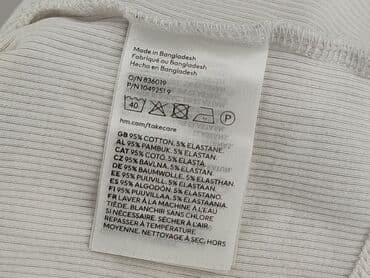 Made in Bangladesh
Fabriqué au Bangladesh
Hecho en Bangladesh
O/N 836019
P/N 10492519
40 P
hm.com/takecare
GB 95% COTTON, 5% ELASTANE
AL 95% PAMBUK, 5% ELASTAN.
CAT 95% COTÓ, 5% ELASTÀ.
CZ 95% BAVLNA, 5% ELASTAN.
DE 95% BAUMWOLLE, 5% ELASTHAN.
EE 95% PUUVILL, 5% ELASTAAN.
ES 95% ALGODÓN, 5% ELASTANO.
FI 95% PUUVILLAA, 5% ELASTAANIA.
FR LAVER À LA MACHINE À L'EAU
TIÈDE. BLANCHIR SANS CHLORE
SI NÉCESSAIRE. SÉCHER À L'AIR.
REPASSER À TEMPÉRATURE
MOYENNE. NETTOYAGE À SEC, HORS